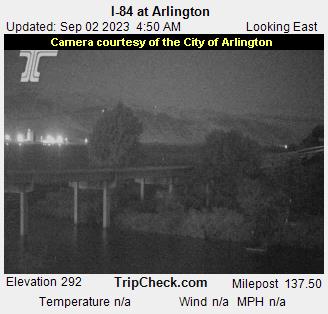 I-84 at Arlington
Updated: Sep 02 2023 4:50 AM Looking East
Camera courtesy of the City of Arlington
Elevation 292 TripCheck.com Milepost 137.50
Temperature n/a Wind n/a MPH n/a